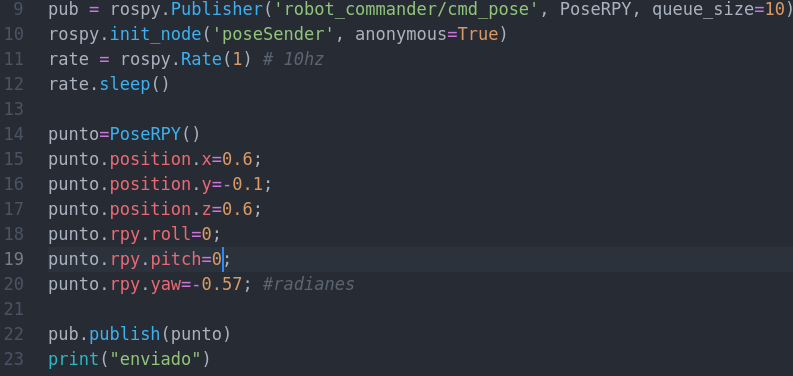 9 pub = rospy.Publisher('robot_commander/cmd_pose', PoseRPY, queue_size=10)
10 rospy.init_node('poseSender', anonymous=True)
11 rate = rospy.Rate(1) # 10hz
12 rate.sleep()
13
14 punto=PoseRPY()
15 punto.position.x=0.6;
16 punto.position.y=-0.1;
17 punto.position.z=0.6;
18 punto.rpy.roll=0;
19 punto.rpy.pitch=0;
20 punto.rpy.yaw=-0.57; #radianes
21
22 pub.publish(punto)
23 print("enviado")